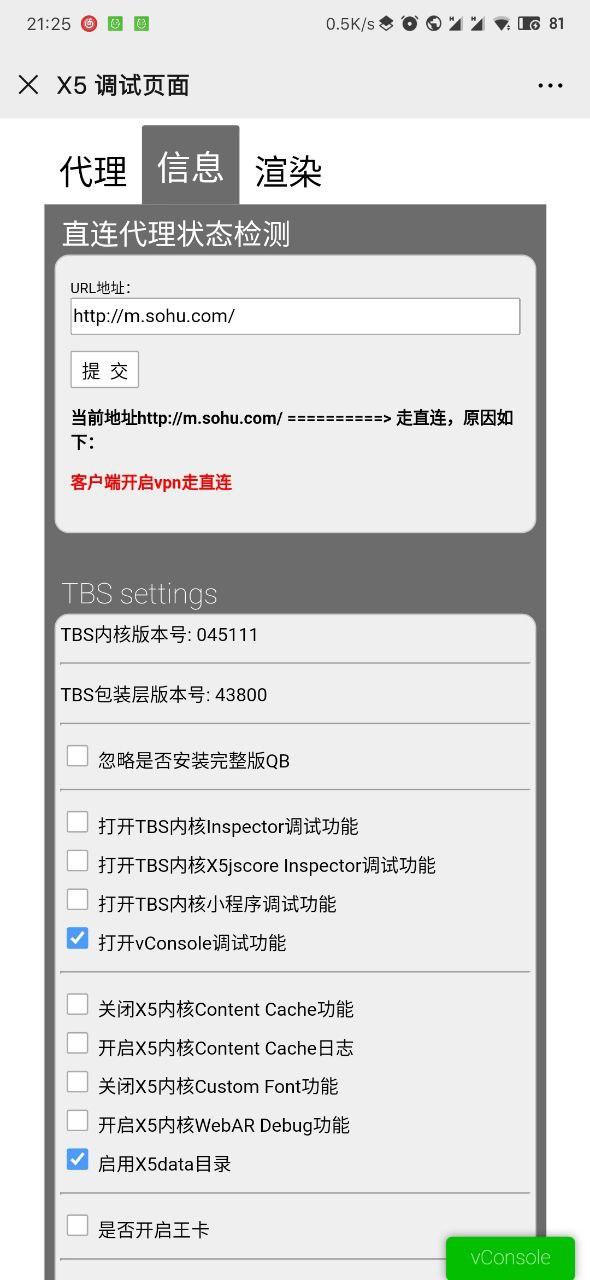 21:25 0.5K/s 81
X5 调试页面
代理 信息 渲染
直连代理状态检测
URL地址：
http://m.sohu.com/
提 交
当前地址http://m.sohu.com/ ==========> 走直连，原因如
下：
客户端开启vpn走直连
TBS settings
TBS内核版本号: 045111
TBS包装层版本号: 43800
忽略是否安装完整版QB
打开TBS内核Inspector调试功能
打开TBS内核X5jscore Inspector调试功能
打开TBS内核小程序调试功能
打开vConsole调试功能
关闭X5内核Content Cache功能
开启X5内核Content Cache日志
关闭X5内核Custom Font功能
开启X5内核WebAR Debug功能
启用X5data目录
是否开启王卡
vConsole